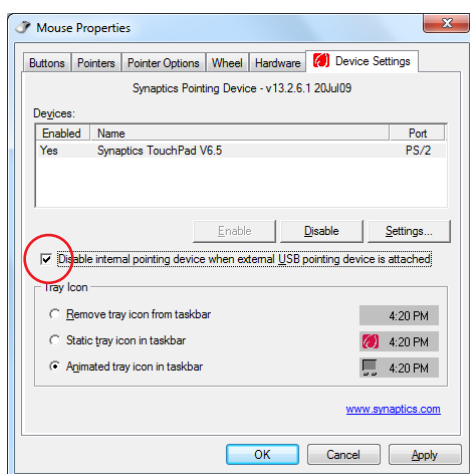 Mouse Properties
Buttons Pointers Pointer Options Wheel Hardware Device Settings
Synaptics Pointing Device - v13.2.6.1 20Jul09
Devices:
Enabled Name Port
Yes Synaptics TouchPad V6.5 PS/2
Enable Disable Settings...
Disable internal pointing device when external USB pointing device is attached
Tray Icon
Remove tray icon from taskbar 4:20 PM
Static tray icon in taskbar 4:20 PM
Animated tray icon in taskbar 4:20 PM
www.synaptics.com
OK Cancel Apply